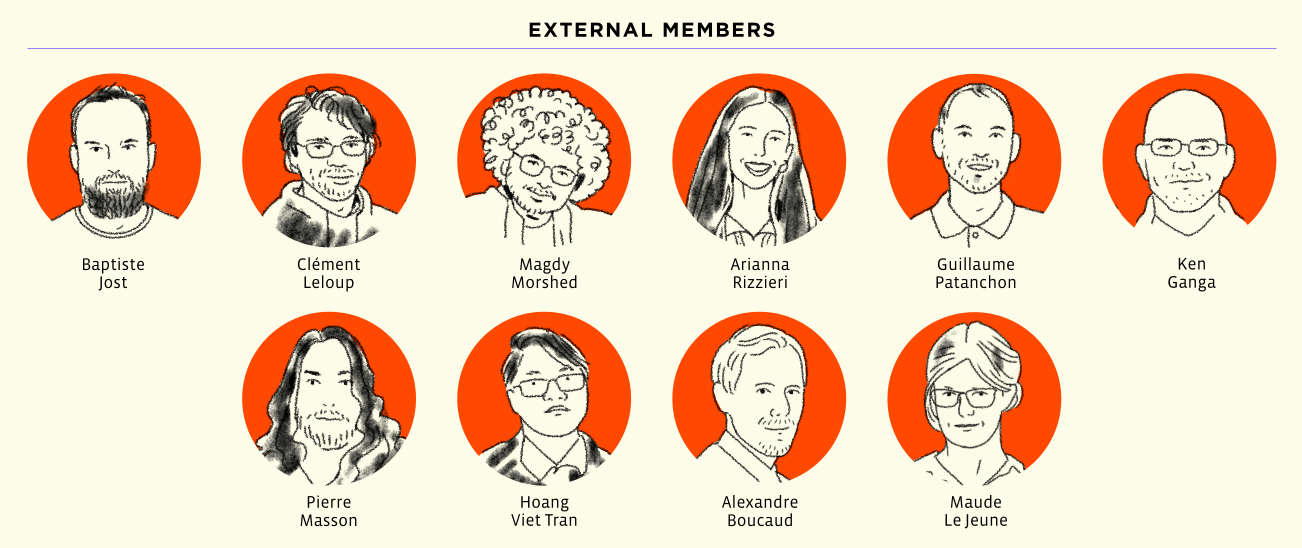 EXTERNAL MEMBERS
Baptiste
Jost
Clément
Leloup
Magdy
Morshed
Arianna
Rizzieri
Guillaume
Patanchon
Ken
Ganga
Pierre
Masson
Hoang
Viet Tran
Alexandre
Boucaud
Maude
Le Jeune